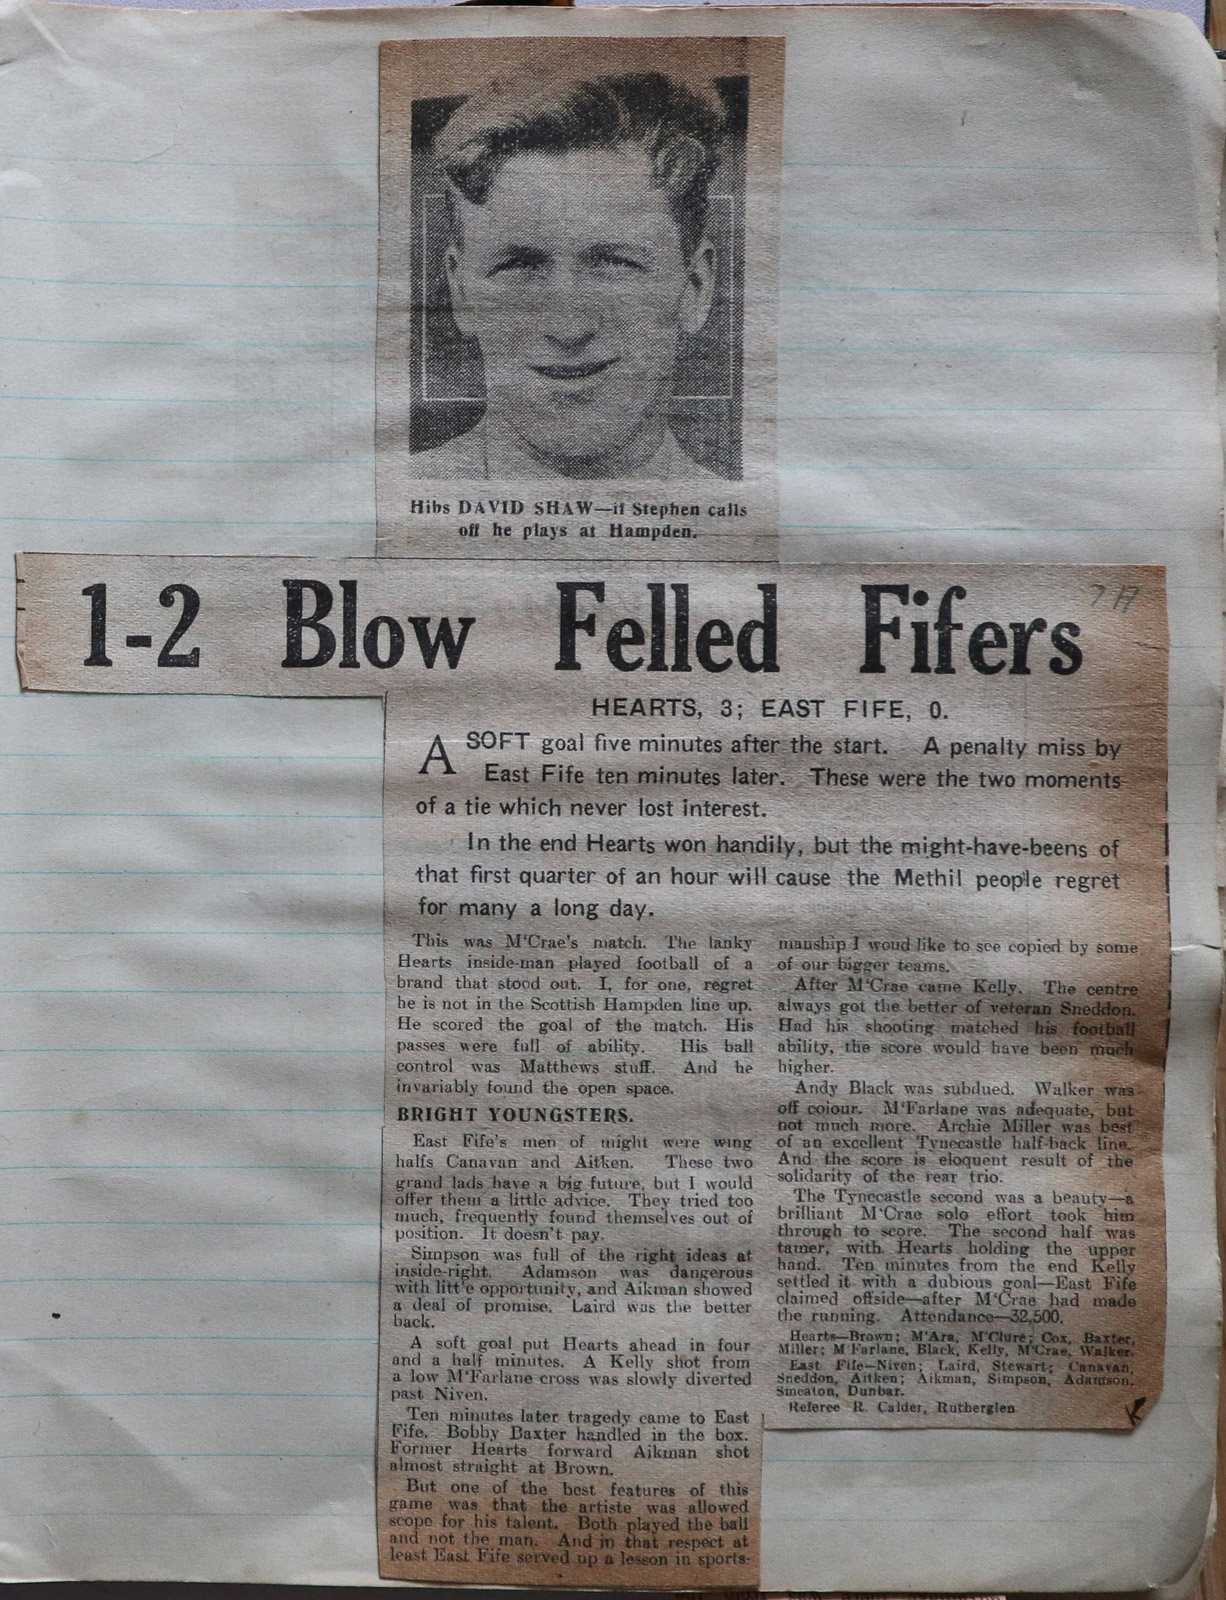 Hibs DAVID SHAW—if Stephen calls
off he plays at Hampden.
1-2 Blow Felled Fifers
HEARTS, 3; EAST FIFE, 0.
A SOFT goal five minutes after the start. A penalty miss by
East Fife ten minutes later. These were the two moments
of a tie which never lost interest.
In the end Hearts won handily, but the might-have-beens of
that first quarter of an hour will cause the Methil people regret
for many a long day.
This was M'Crae's match. The lanky
Hearts inside-man played football of a
brand that stood out. I, for one, regret
he is not in the Scottish Hampden line up.
He scored the goal of the match. His
passes were full of ability. His ball
control was Matthews stuff. And he
invariably found the open space.
BRIGHT YOUNGSTERS.
East Fife's men of might were wing
halfs Canavan and Aitken. These two
grand lads have a big future, but I would
offer them a little advice. They tried too
much, frequently found themselves out of
position. It doesn't pay.
Simpson was full of the right ideas at
inside-right. Adamson was dangerous
with litt'e opportunity, and Aikman showed
a deal of promise. Laird was the better
back.
A soft goal put Hearts ahead in four
and a half minutes. A Kelly shot from
a low M'Farlane cross was slowly diverted
past Niven.
Ten minutes later tragedy came to East
Fife. Bobby Baxter handled in the box.
Former Hearts forward Aikman shot
almost straight at Brown.
But one of the best features of this
game was that the artiste was allowed
scope for his talent. Both played the ball
and not the man. And in that respect at
least East Fife served up a lesson in sports-
manship I woud like to see copied by some
of our bigger teams.
After M'Crae came Kelly. The centre
always got the better of veteran Sneddon.
Had his shooting matched his football
ability, the score would have been much
higher.
Andy Black was subdued. Walker was
off colour. M'Farlane was adequate, but
not much more. Archie Miller was best
of an excellent Tynecastle half-back line.
And the score is eloquent result of the
solidarity of the rear trio.
The Tynecastle second was a beauty—a
brilliant M'Crae solo effort took him
through to score. The second half was
tamer, with Hearts holding the upper
hand. Ten minutes from the end Kelly
settled it with a dubious goal—East Fife
claimed offside—after M'Crae had made
the running. Attendance—32,500.
Hearts—Brown; M'Ara, M'Clure; Cox, Baxter,
Miller; M'Farlane, Black, Kelly, M'Crae, Walker.
East Fife—Niven; Laird, Stewart; Canavan,
Sneddon, Aitken; Aikman, Simpson, Adamson,
Smeaton, Dunbar.
Referee R. Calder, Rutherglen